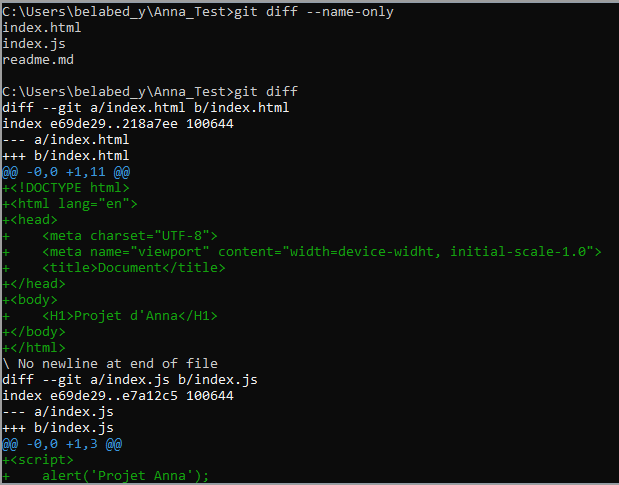 C:\Users\belabed_y\Anna_Test>git diff --name-only
index.html
index.js
readme.md

C:\Users\belabed_y\Anna_Test>git diff
diff --git a/index.html b/index.html
index e69de29..218a7ee 100644
--- a/index.html
+++ b/index.html
@@ -0,0 +1,11 @@
+<!DOCTYPE html>
+<html lang="en">
+<head>
+    <meta charset="UTF-8">
+    <meta name="viewport" content="width=device-widht, initial-scale-1.0">
+    <title>Document</title>
+</head>
+<body>
+    <H1>Projet d'Anna</H1>
+</body>
+</html>
\ No newline at end of file
diff --git a/index.js b/index.js
index e69de29..e7a12c5 100644
--- a/index.js
+++ b/index.js
@@ -0,0 +1,3 @@
+<script>
+    alert('Projet Anna');